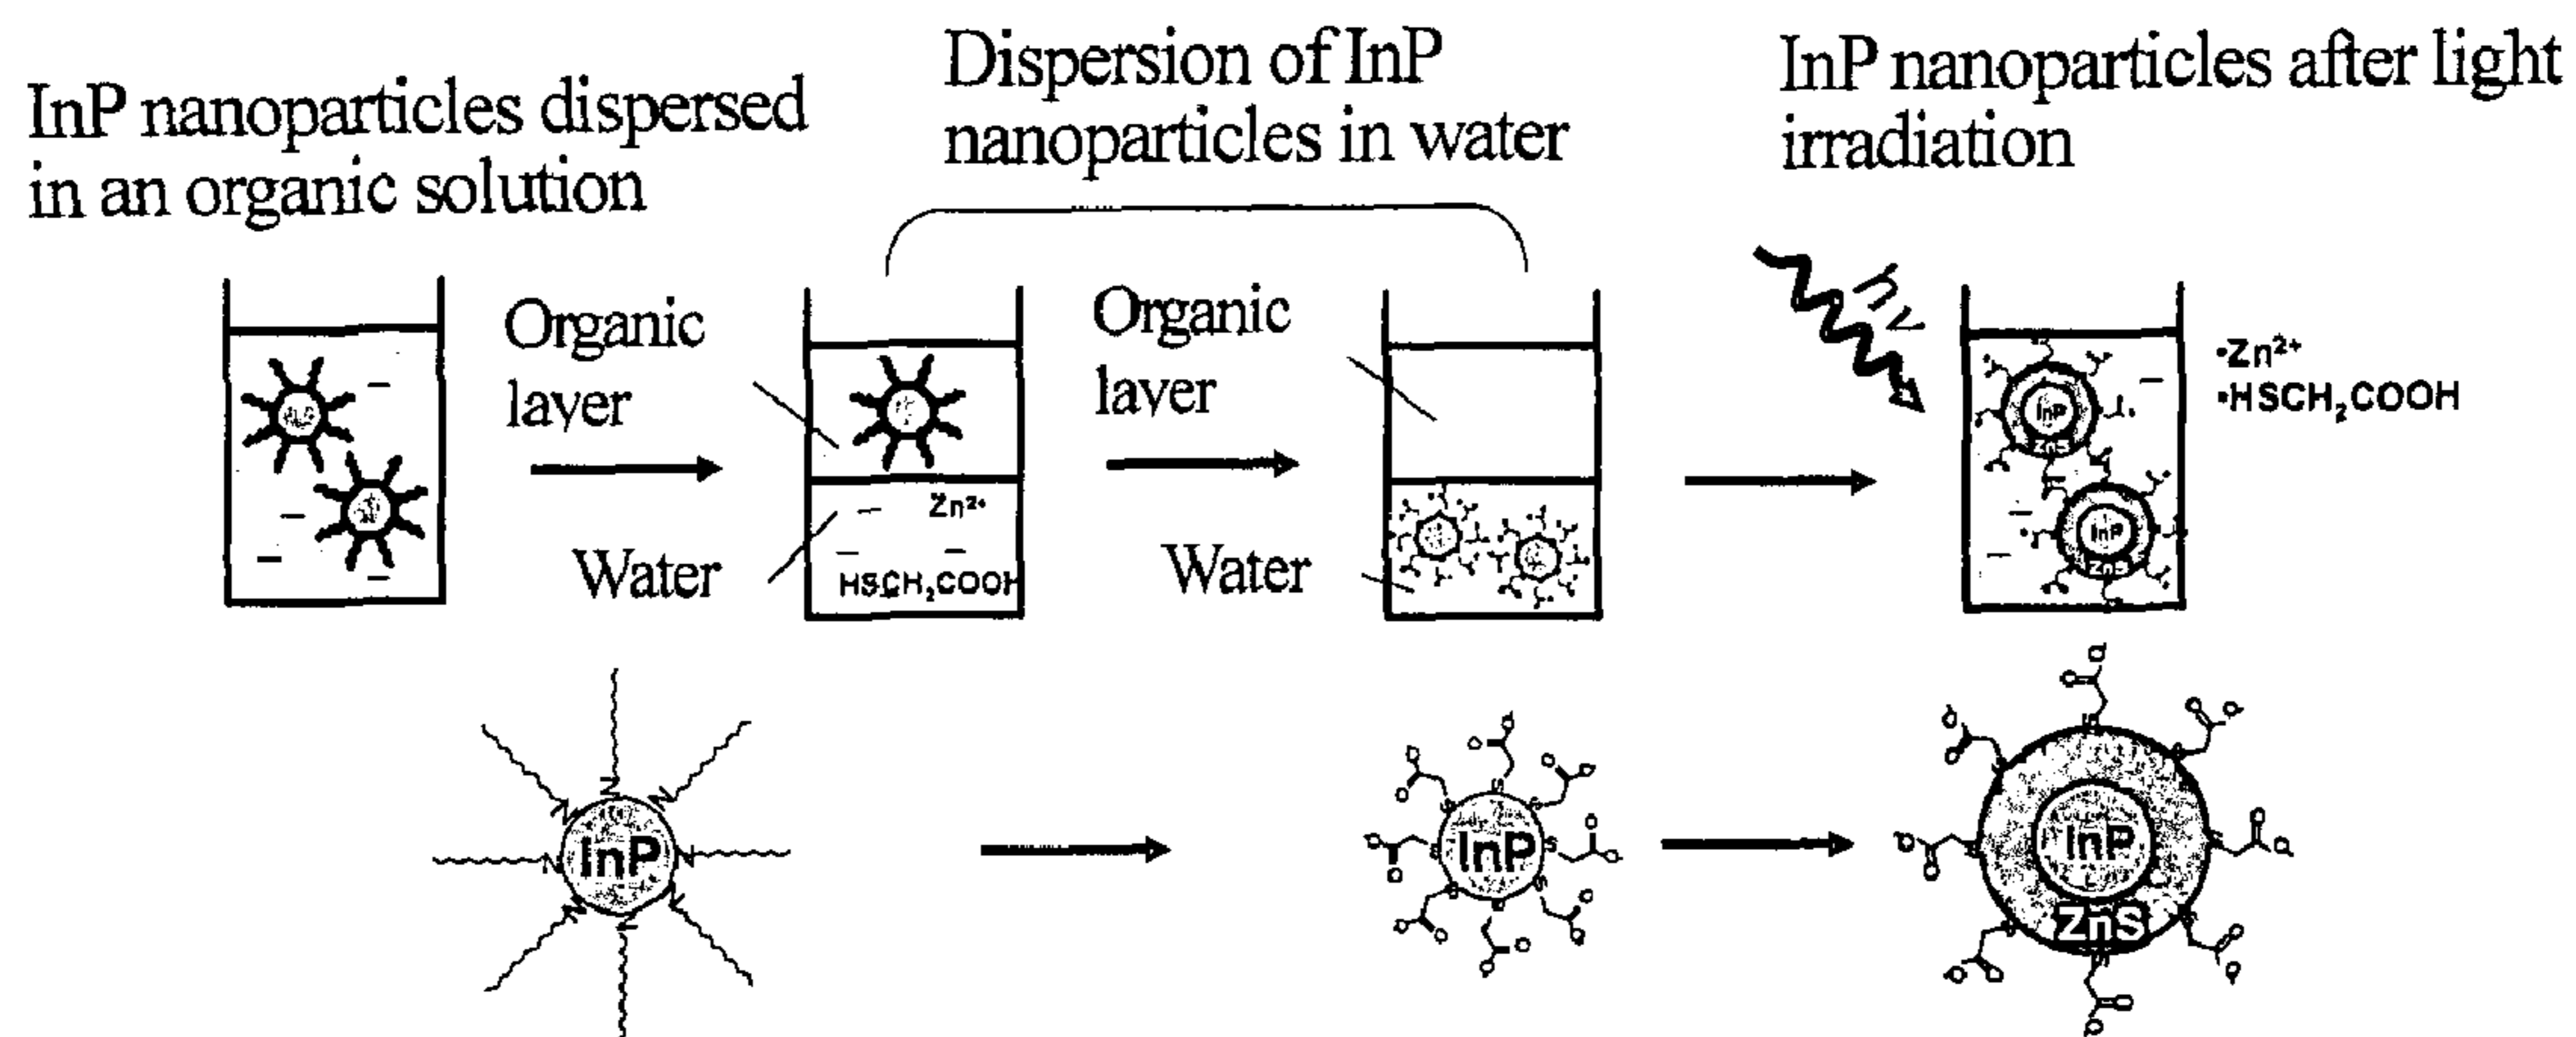 InP nanoparticles dispersed
in an organic solution
Dispersion of InP
nanoparticles in water
InP nanoparticles after light
irradiation
Organic
layer
Water
Zn²⁺
HSCH₂COOH
Organic
layer
Water
hν
InP
ZnS
InP
ZnS
•Zn²⁺
•HSCH₂COOH
N
N
N
N
N
N
InP
S
S
S
S
S
S
InP
O
O
S
S
InP
ZnS